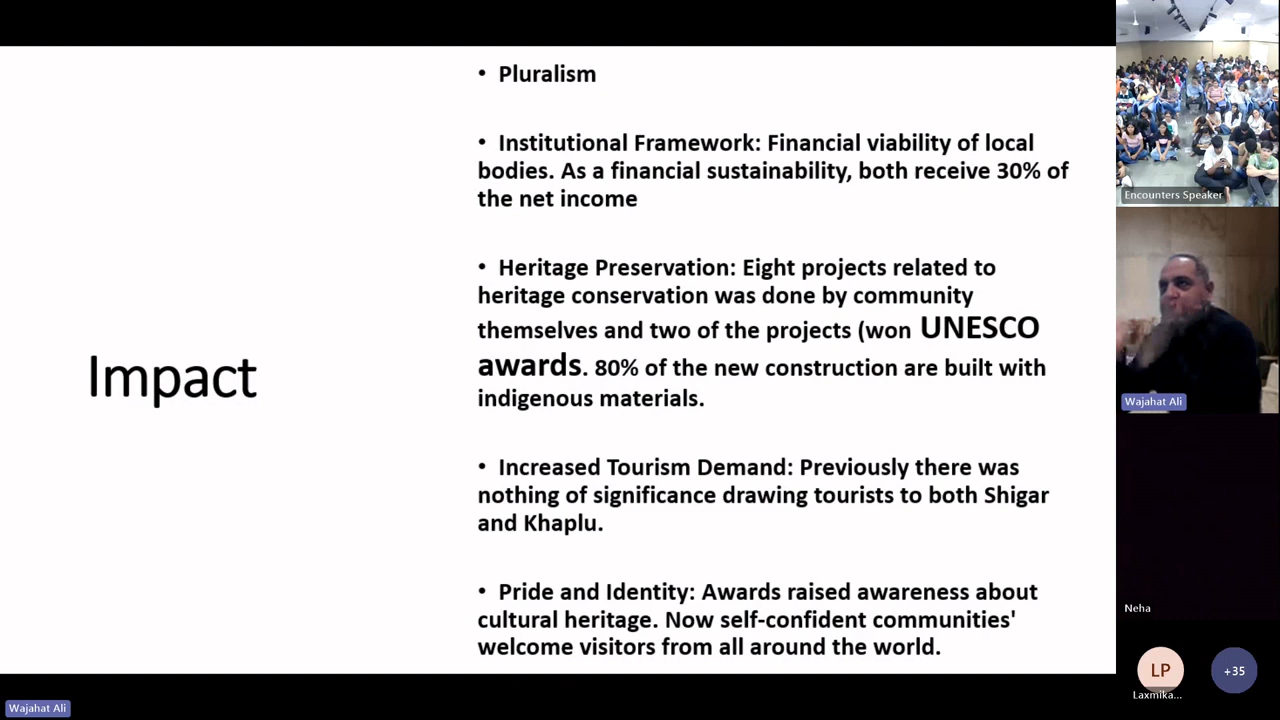 Impact
• Pluralism
• Institutional Framework: Financial viability of local
bodies. As a financial sustainability, both receive 30% of
the net income
• Heritage Preservation: Eight projects related to
heritage conservation was done by community
themselves and two of the projects (won UNESCO
awards. 80% of the new construction are built with
indigenous materials.
• Increased Tourism Demand: Previously there was
nothing of significance drawing tourists to both Shigar
and Khaplu.
• Pride and Identity: Awards raised awareness about
cultural heritage. Now self-confident communities'
welcome visitors from all around the world.
Encounters Speaker
Wajahat Ali
Neha
LP
Laxmika...
+35
Wajahat Ali